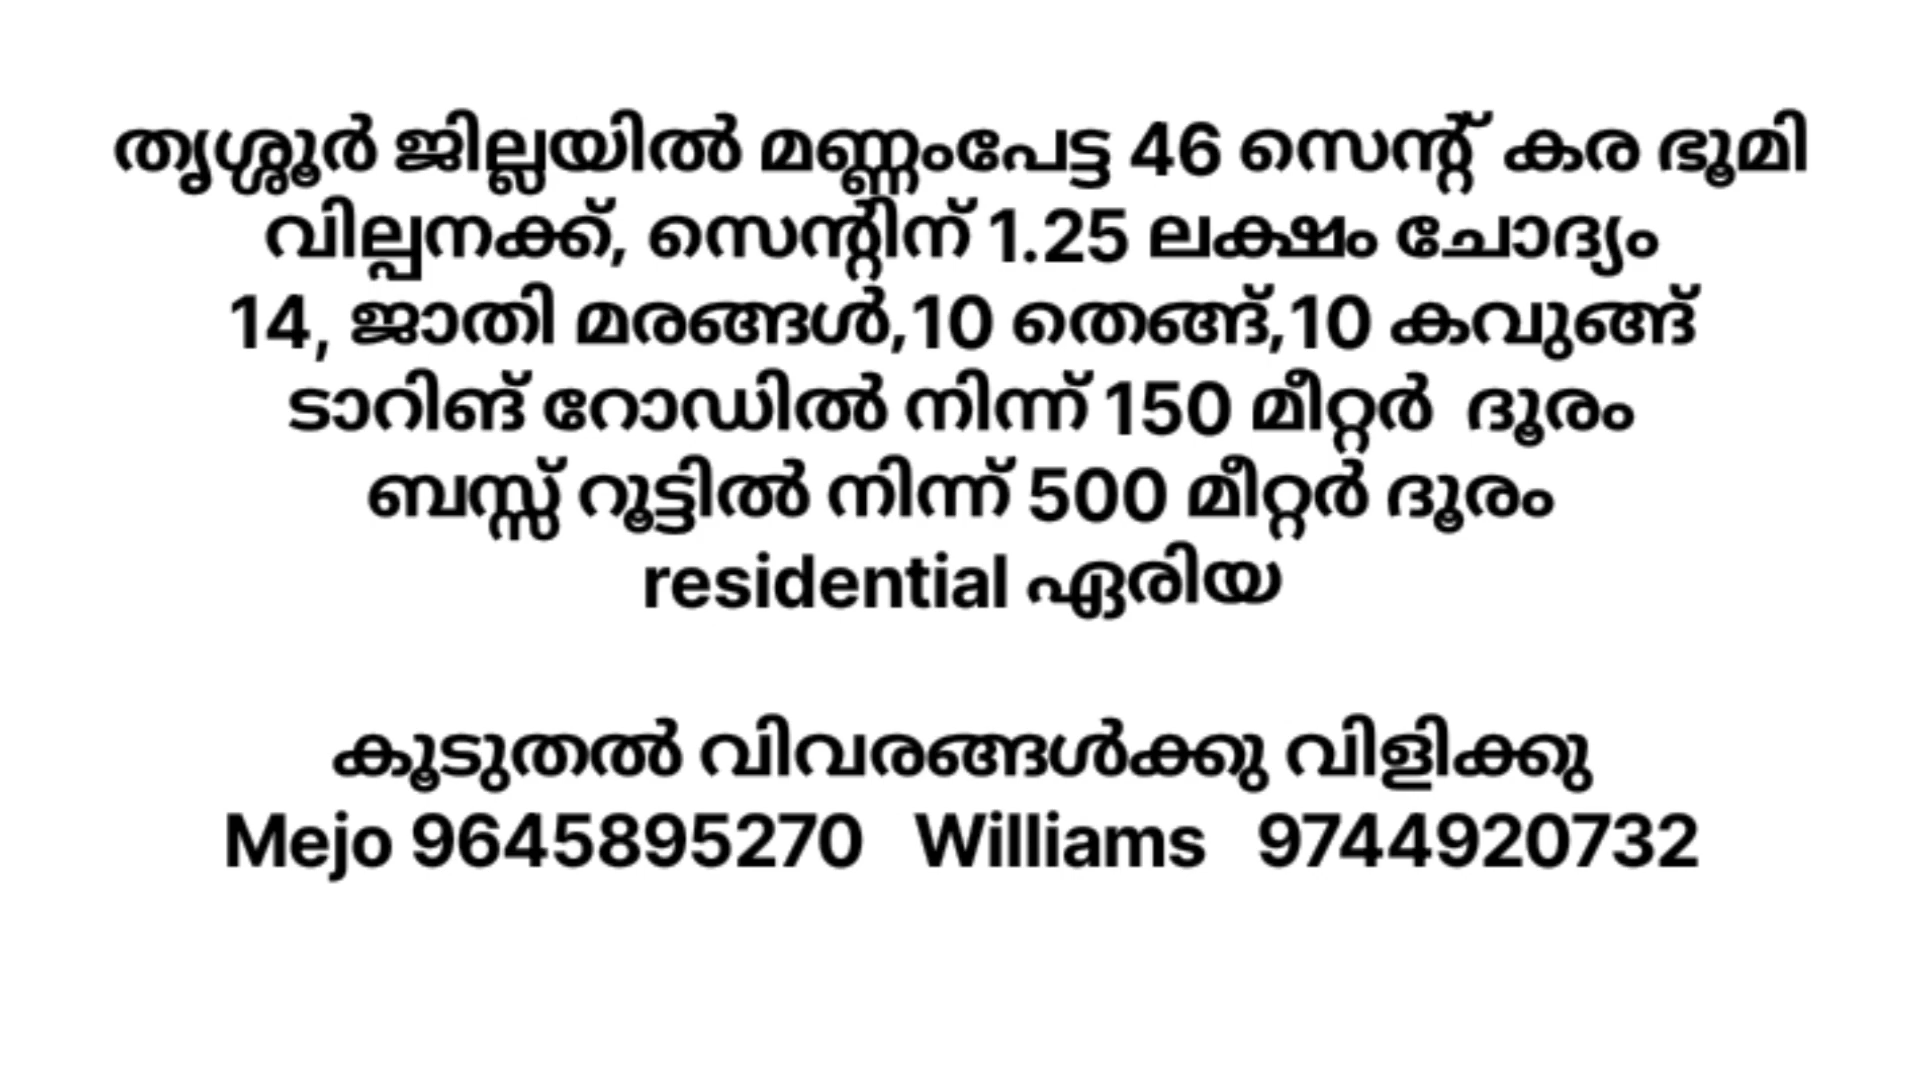 തൃശ്ശൂർ ജില്ലയിൽ മണ്ണംപേട്ട 46 സെന്റ് കര ഭൂമി
വില്പനക്ക്, സെന്റിന് 1.25 ലക്ഷം ചോദ്യം
14, ജാതി മരങ്ങൾ,10 തെങ്ങ്,10 കവുങ്ങ്
ടാറിങ് റോഡിൽ നിന്ന് 150 മീറ്റർ ദൂരം
ബസ്സ് റൂട്ടിൽ നിന്ന് 500 മീറ്റർ ദൂരം
residential ഏരിയ
കൂടുതൽ വിവരങ്ങൾക്കു വിളിക്കു
Mejo 9645895270 Williams 9744920732